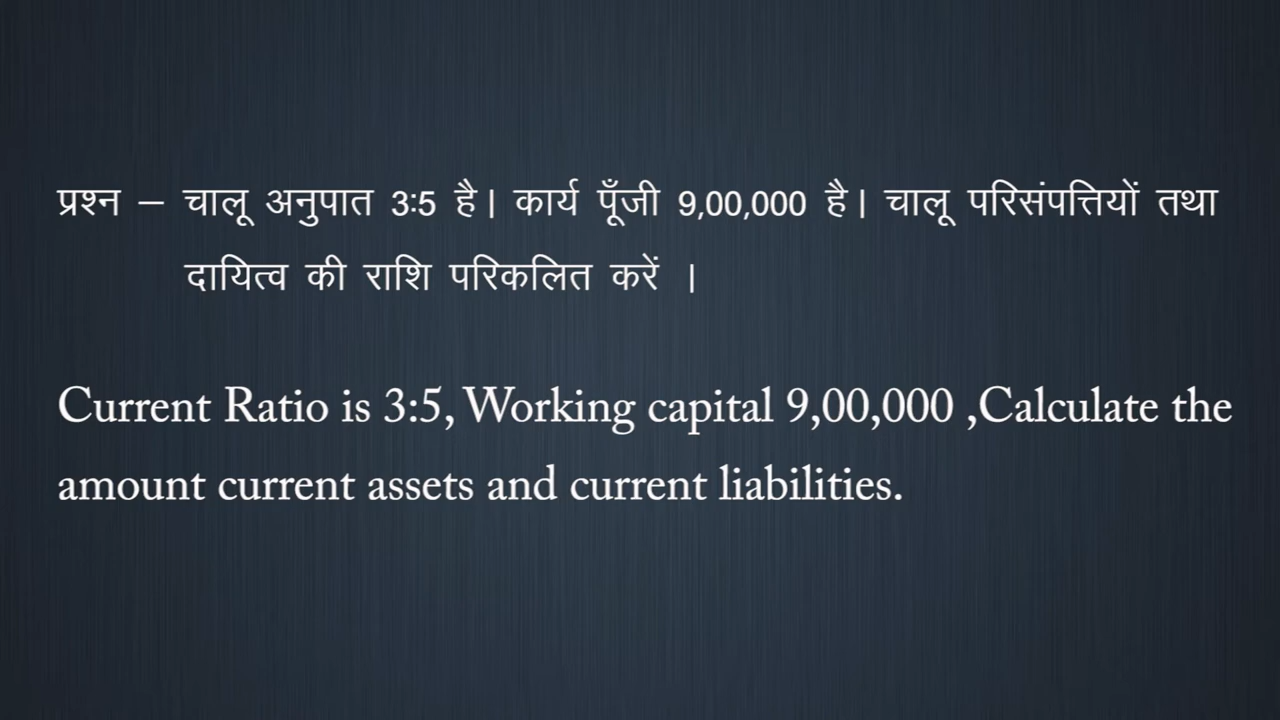 प्रश्न – चालू अनुपात 3:5 है। कार्य पूँजी 9,00,000 है। चालू परिसंपत्तियों तथा
दायित्व की राशि परिकलित करें ।
Current Ratio is 3:5, Working capital 9,00,000 ,Calculate the
amount current assets and current liabilities.